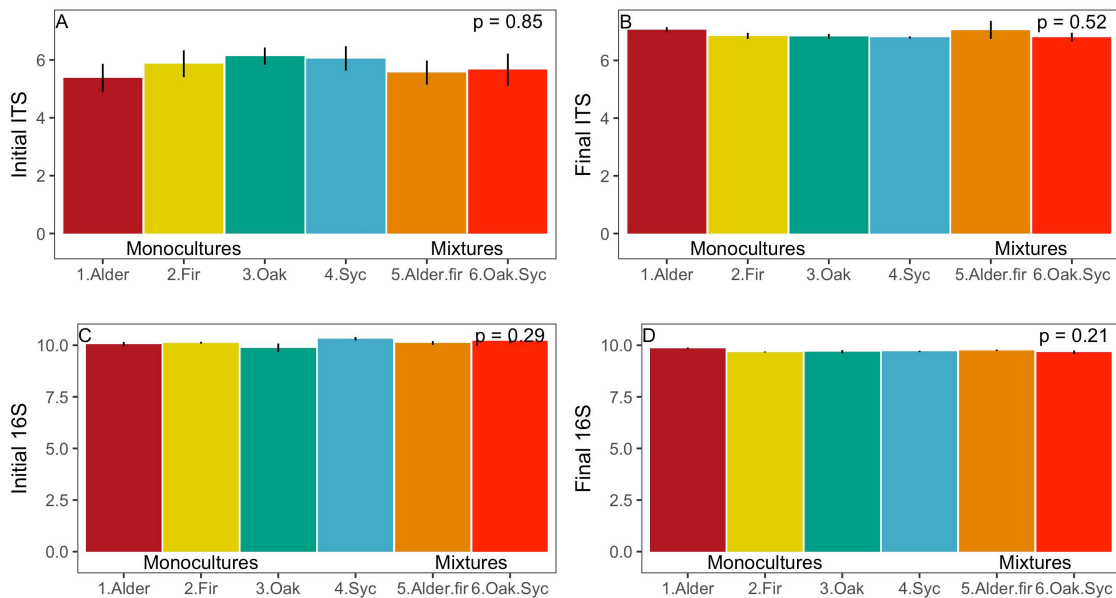 A
p = 0.85
Initial ITS
6
4
2
0
Monocultures
Mixtures
1.Alder 2.Fir 3.Oak 4.Syc 5.Alder.fir 6.Oak.Syc
B
p = 0.52
Final ITS
6
4
2
0
Monocultures
Mixtures
1.Alder 2.Fir 3.Oak 4.Syc 5.Alder.fir 6.Oak.Syc
C
p = 0.29
Initial 16S
10.0
7.5
5.0
2.5
0.0
Monocultures
Mixtures
1.Alder 2.Fir 3.Oak 4.Syc 5.Alder.fir 6.Oak.Syc
D
p = 0.21
Final 16S
10.0
7.5
5.0
2.5
0.0
Monocultures
Mixtures
1.Alder 2.Fir 3.Oak 4.Syc 5.Alder.fir 6.Oak.Syc